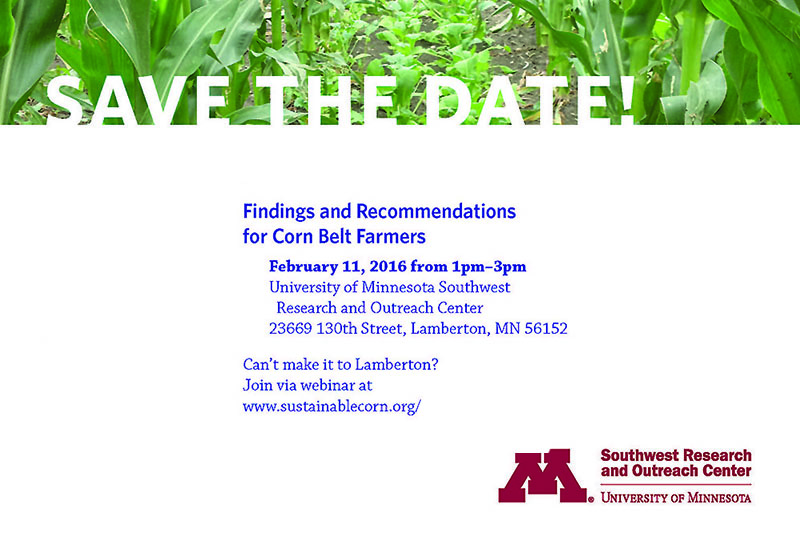 SAVE THE DATE!
Findings and Recommendations
for Corn Belt Farmers
February 11, 2016 from 1pm–3pm
University of Minnesota Southwest
Research and Outreach Center
23669 130th Street, Lamberton, MN 56152
Can't make it to Lamberton?
Join via webinar at
www.sustainablecorn.org/
M®
Southwest Research
and Outreach Center
UNIVERSITY OF MINNESOTA